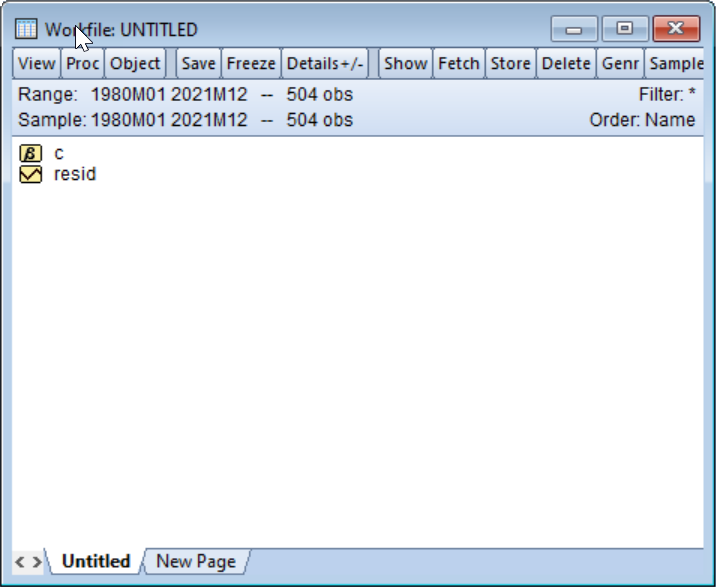 Workfile: UNTITLED
View Proc Object Save Freeze Details+/- Show Fetch Store Delete Genr Sample
Range: 1980M01 2021M12 -- 504 obs Filter: *
Sample: 1980M01 2021M12 -- 504 obs Order: Name
β c
resid
< > Untitled New Page